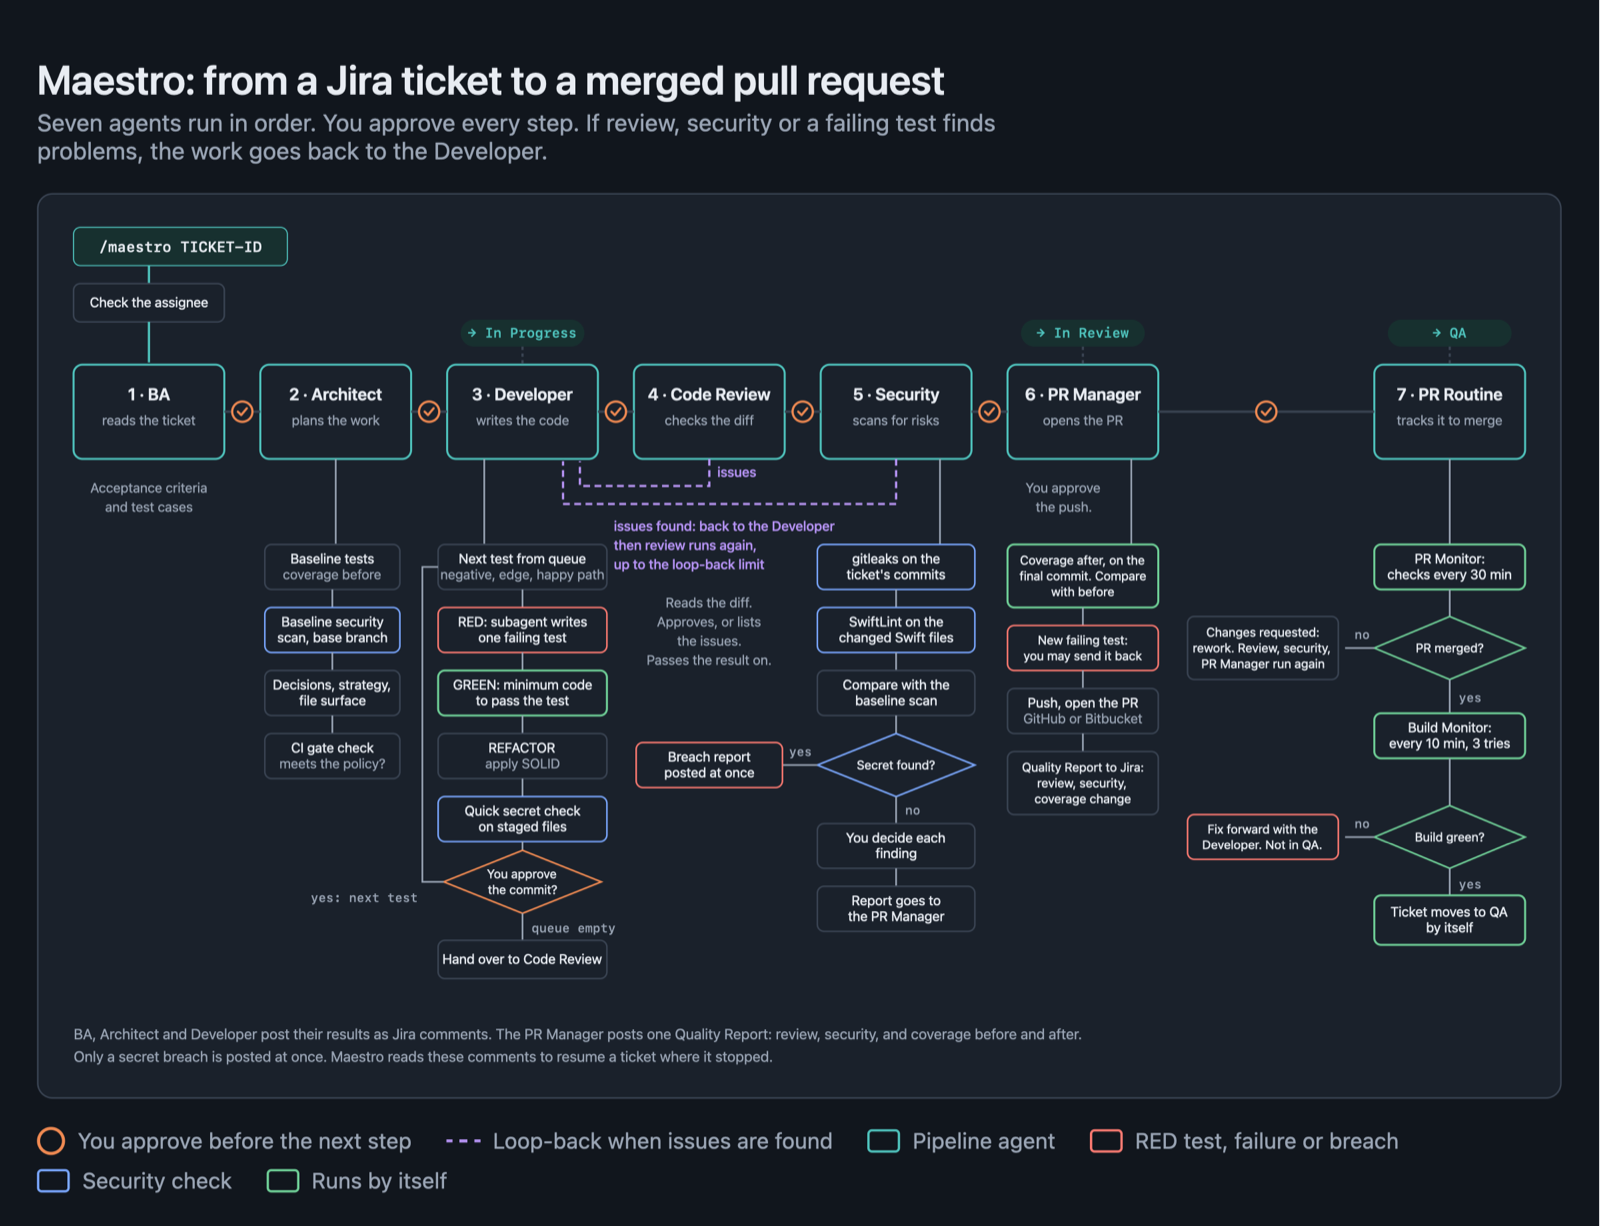 Maestro: from a Jira ticket to a merged pull request
Seven agents run in order. You approve every step. If review, security or a failing test finds
problems, the work goes back to the Developer.
/maestro TICKET-ID
Check the assignee
→ In Progress
→ In Review
→ QA
1 · BA
reads the ticket
2 · Architect
plans the work
3 · Developer
writes the code
4 · Code Review
checks the diff
5 · Security
scans for risks
6 · PR Manager
opens the PR
7 · PR Routine
tracks it to merge
Acceptance criteria
and test cases
Baseline tests
coverage before
Baseline security
scan, base branch
Decisions, strategy,
file surface
CI gate check
meets the policy?
Next test from queue
negative, edge, happy path
RED: subagent writes
one failing test
GREEN: minimum code
to pass the test
REFACTOR
apply SOLID
Quick secret check
on staged files
You approve
the commit?
yes: next test
queue empty
Hand over to Code Review
issues
issues found: back to the Developer
then review runs again,
up to the loop-back limit
Reads the diff.
Approves, or lists
the issues.
Passes the result on.
gitleaks on the
ticket's commits
SwiftLint on the
changed Swift files
Compare with the
baseline scan
Secret found?
yes
Breach report
posted at once
no
You decide each
finding
Report goes to
the PR Manager
You approve
the push.
Coverage after, on the
final commit. Compare
with before
New failing test:
you may send it back
Push, open the PR
GitHub or Bitbucket
Quality Report to Jira:
review, security,
coverage change
PR Monitor:
checks every 30 min
PR merged?
no
Changes requested:
rework. Review, security,
PR Manager run again
yes
Build Monitor:
every 10 min, 3 tries
Build green?
no
Fix forward with the
Developer. Not in QA.
yes
Ticket moves to QA
by itself
BA, Architect and Developer post their results as Jira comments. The PR Manager posts one Quality Report: review, security, and coverage before and after.
Only a secret breach is posted at once. Maestro reads these comments to resume a ticket where it stopped.
You approve before the next step
Loop-back when issues are found
Pipeline agent
RED test, failure or breach
Security check
Runs by itself